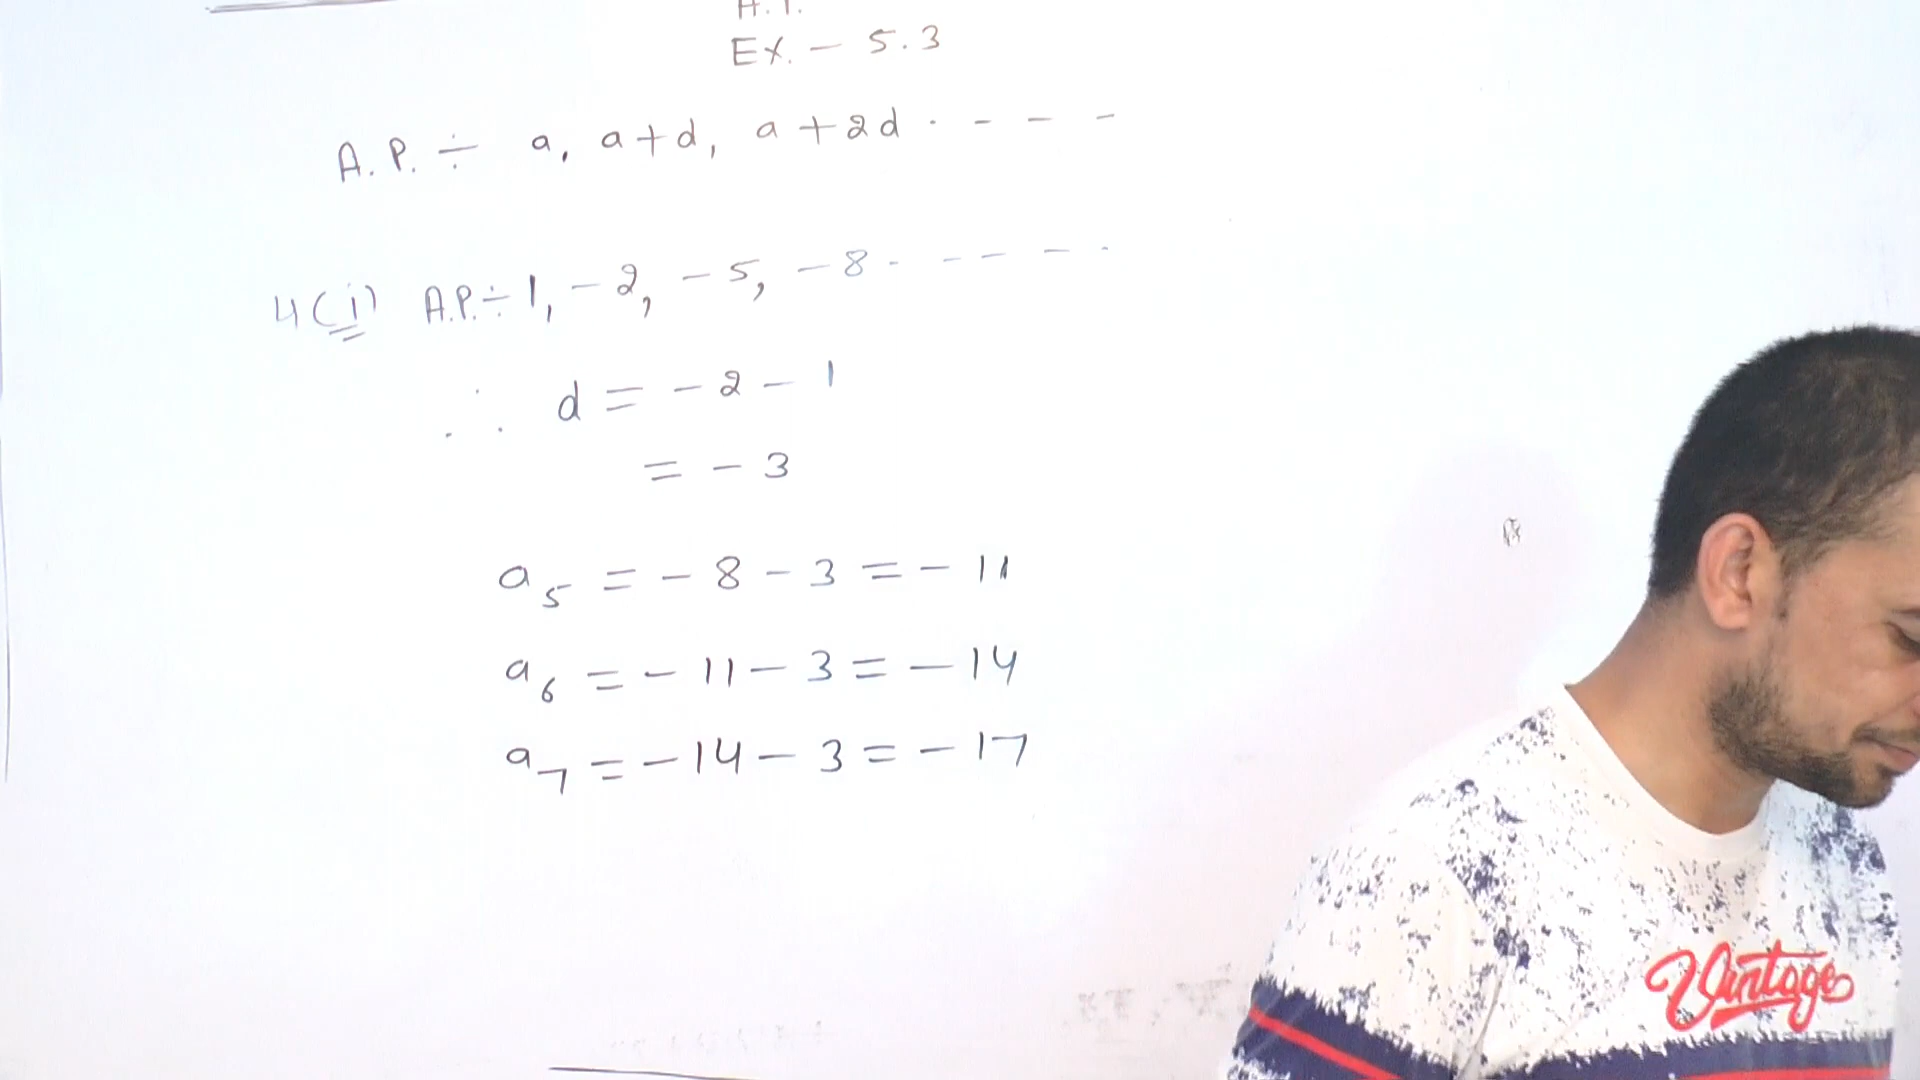 A.P.
Ex. - 5.3
A.P. ÷ a, a+d, a+2d - - - -
4(i) A.P. ÷ 1, -2, -5, -8 - - - - -
∴ d = -2 - 1
= -3
a5 = -8 - 3 = -11
a6 = -11 - 3 = -14
a7 = -14 - 3 = -17
Vantage